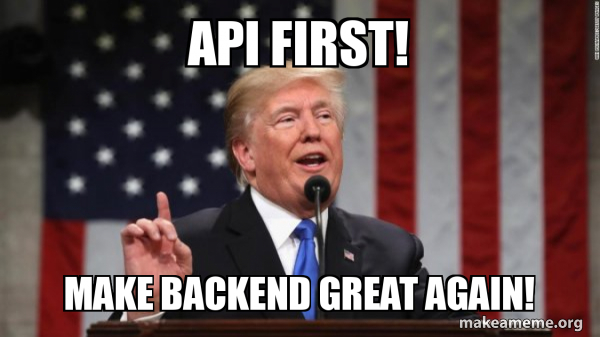 API FIRST!
MAKE BACKEND GREAT AGAIN!
makeameme.org